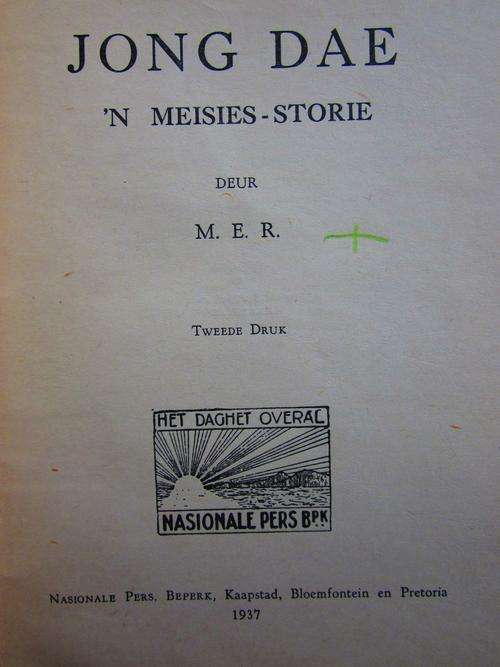 JONG DAE
'N MEISIES-STORIE
DEUR
M. E. R.
TWEEDE DRUK
HET DAGHET OVERAL
NASIONALE PERS BPK
NASIONALE PERS, BEPERK, Kaapstad, Bloemfontein en Pretoria
1937